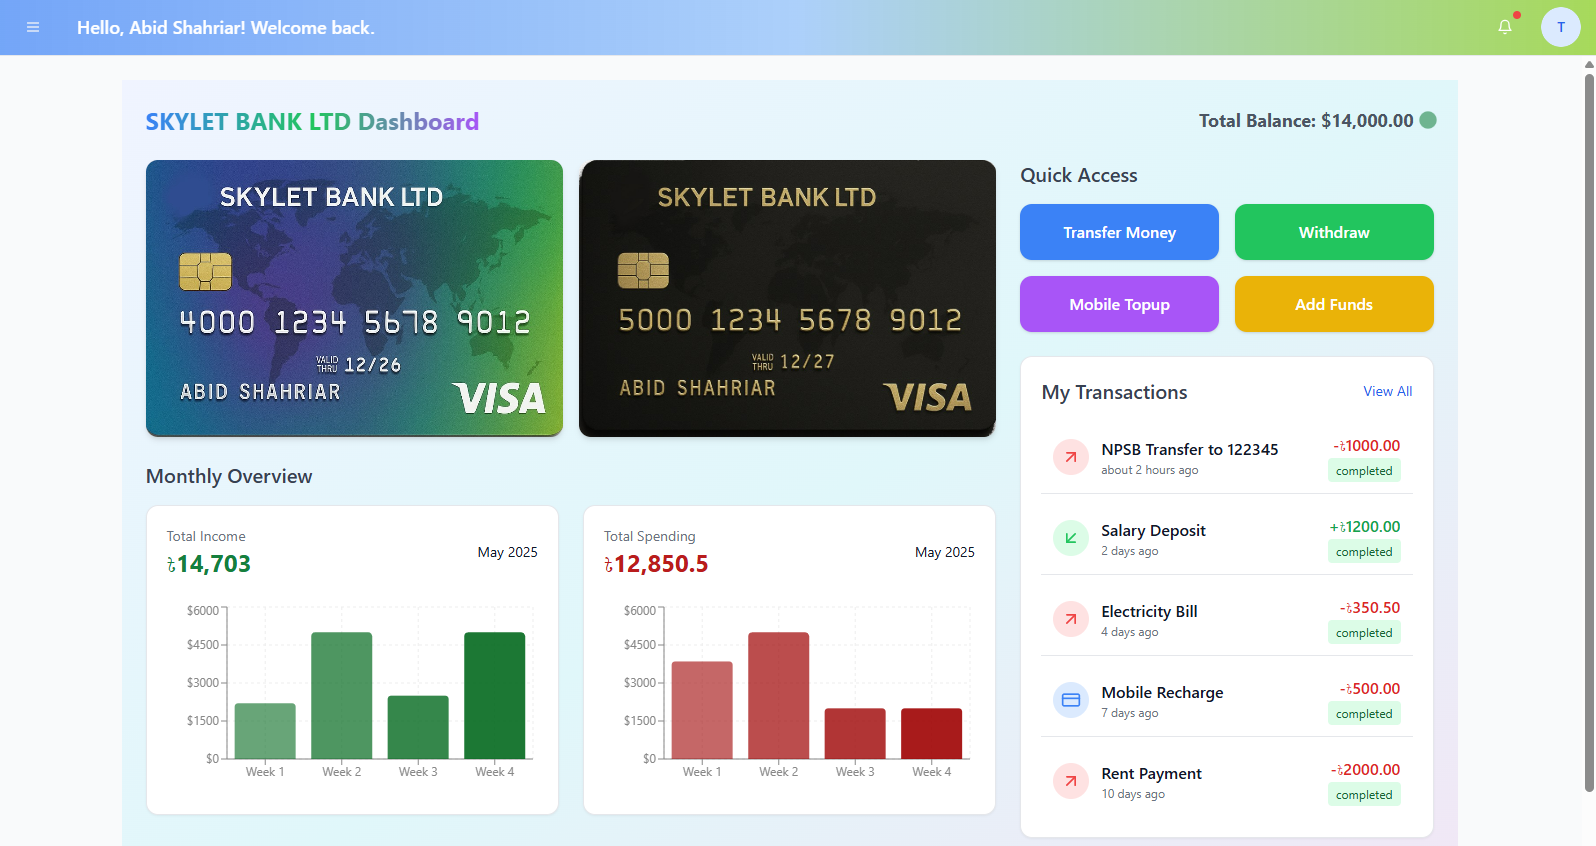 Hello, Abid Shahriar! Welcome back.
T
SKYLET BANK LTD Dashboard
Total Balance: $14,000.00
SKYLET BANK LTD
4000 1234 5678 9012
VALID THRU 12/26
ABID SHAHRIAR
VISA
SKYLET BANK LTD
5000 1234 5678 9012
VALID THRU 12/27
ABID SHAHRIAR
VISA
Quick Access
Transfer Money
Withdraw
Mobile Topup
Add Funds
Monthly Overview
Total Income
৳14,703
May 2025
$6000
$4500
$3000
$1500
$0
Week 1 Week 2 Week 3 Week 4
Total Spending
৳12,850.5
May 2025
$6000
$4500
$3000
$1500
$0
Week 1 Week 2 Week 3 Week 4
My Transactions
View All
NPSB Transfer to 122345
about 2 hours ago
-৳1000.00
completed
Salary Deposit
2 days ago
+৳1200.00
completed
Electricity Bill
4 days ago
-৳350.50
completed
Mobile Recharge
7 days ago
-৳500.00
completed
Rent Payment
10 days ago
-৳2000.00
completed